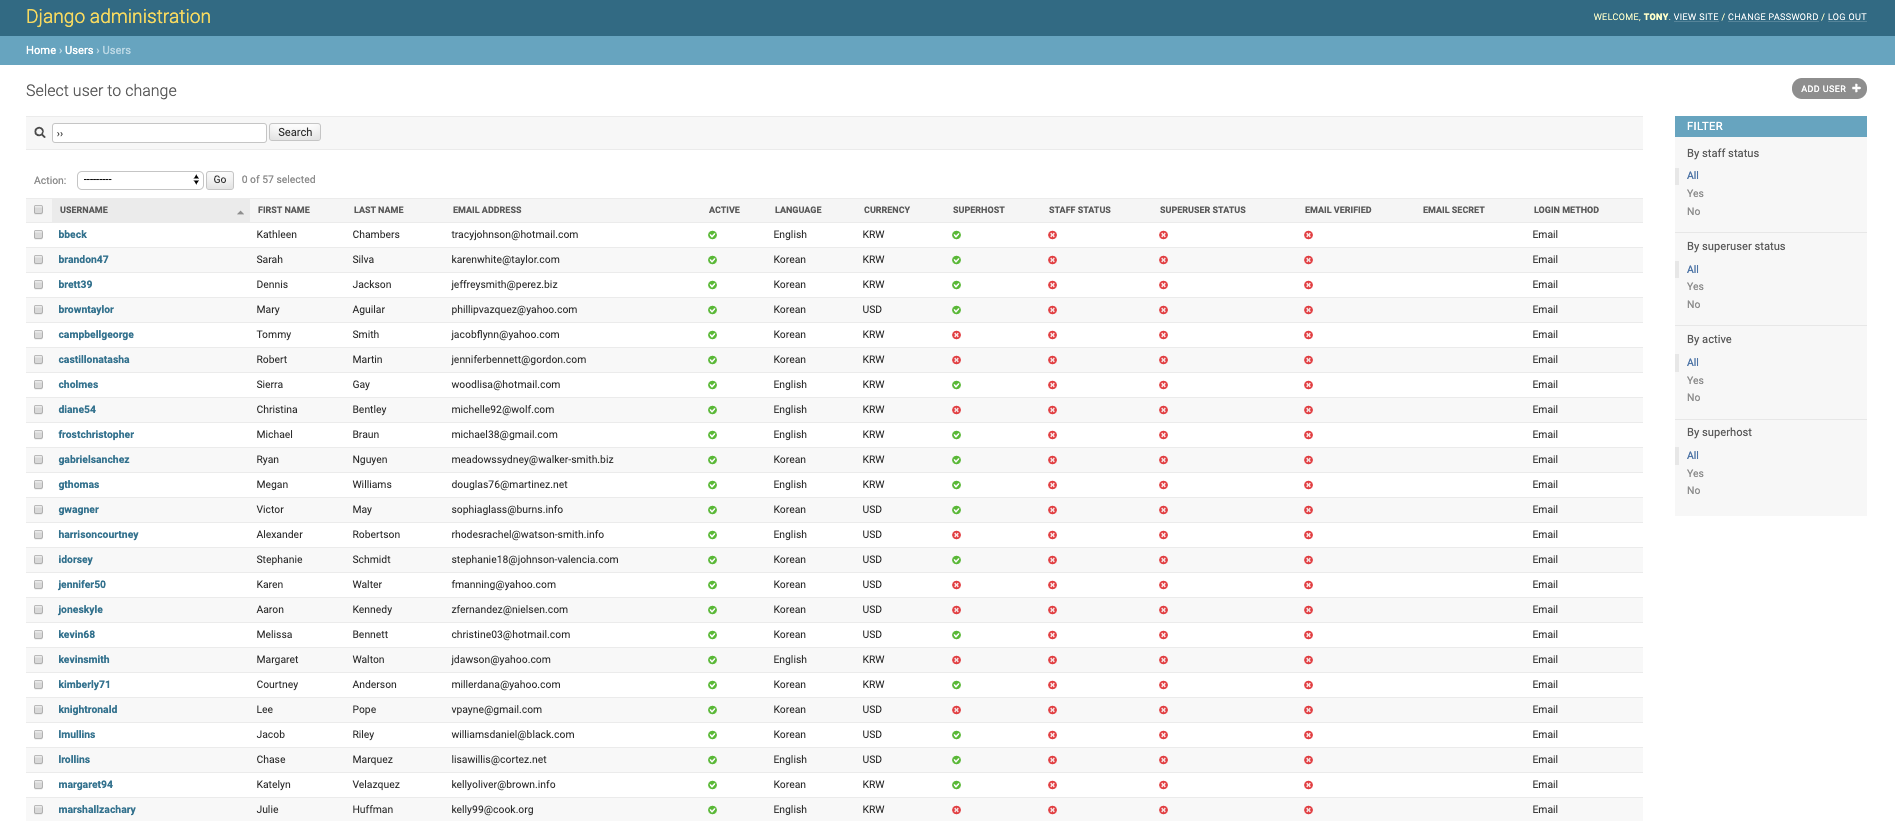 Django administration
WELCOME, TONY. VIEW SITE / CHANGE PASSWORD / LOG OUT
Home › Users › Users
Select user to change
ADD USER +
›› Search
Action: --------- Go 0 of 57 selected
USERNAME FIRST NAME LAST NAME EMAIL ADDRESS ACTIVE LANGUAGE CURRENCY SUPERHOST STAFF STATUS SUPERUSER STATUS EMAIL VERIFIED EMAIL SECRET LOGIN METHOD
bbeck Kathleen Chambers tracyjohnson@hotmail.com English KRW Email
brandon47 Sarah Silva karenwhite@taylor.com Korean KRW Email
brett39 Dennis Jackson jeffreysmith@perez.biz Korean KRW Email
browntaylor Mary Aguilar phillipvazquez@yahoo.com Korean USD Email
campbellgeorge Tommy Smith jacobflynn@yahoo.com Korean KRW Email
castillonatasha Robert Martin jenniferbennett@gordon.com Korean KRW Email
cholmes Sierra Gay woodlisa@hotmail.com English KRW Email
diane54 Christina Bentley michelle92@wolf.com English KRW Email
frostchristopher Michael Braun michael38@gmail.com English KRW Email
gabrielsanchez Ryan Nguyen meadowssydney@walker-smith.biz Korean KRW Email
gthomas Megan Williams douglas76@martinez.net English KRW Email
gwagner Victor May sophiaglass@burns.info Korean USD Email
harrisoncourtney Alexander Robertson rhodesrachel@watson-smith.info English USD Email
idorsey Stephanie Schmidt stephanie18@johnson-valencia.com Korean USD Email
jennifer50 Karen Walter fmanning@yahoo.com Korean USD Email
joneskyle Aaron Kennedy zfernandez@nielsen.com Korean USD Email
kevin68 Melissa Bennett christine03@hotmail.com Korean USD Email
kevinsmith Margaret Walton jdawson@yahoo.com English KRW Email
kimberly71 Courtney Anderson millerdana@yahoo.com Korean KRW Email
knightronald Lee Pope vpayne@gmail.com Korean USD Email
lmullins Jacob Riley williamsdaniel@black.com Korean USD Email
lrollins Chase Marquez lisawillis@cortez.net English USD Email
margaret94 Katelyn Velazquez kellyoliver@brown.info Korean KRW Email
marshallzachary Julie Huffman kelly99@cook.org English KRW Email
FILTER
By staff status
All
Yes
No
By superuser status
All
Yes
No
By active
All
Yes
No
By superhost
All
Yes
No